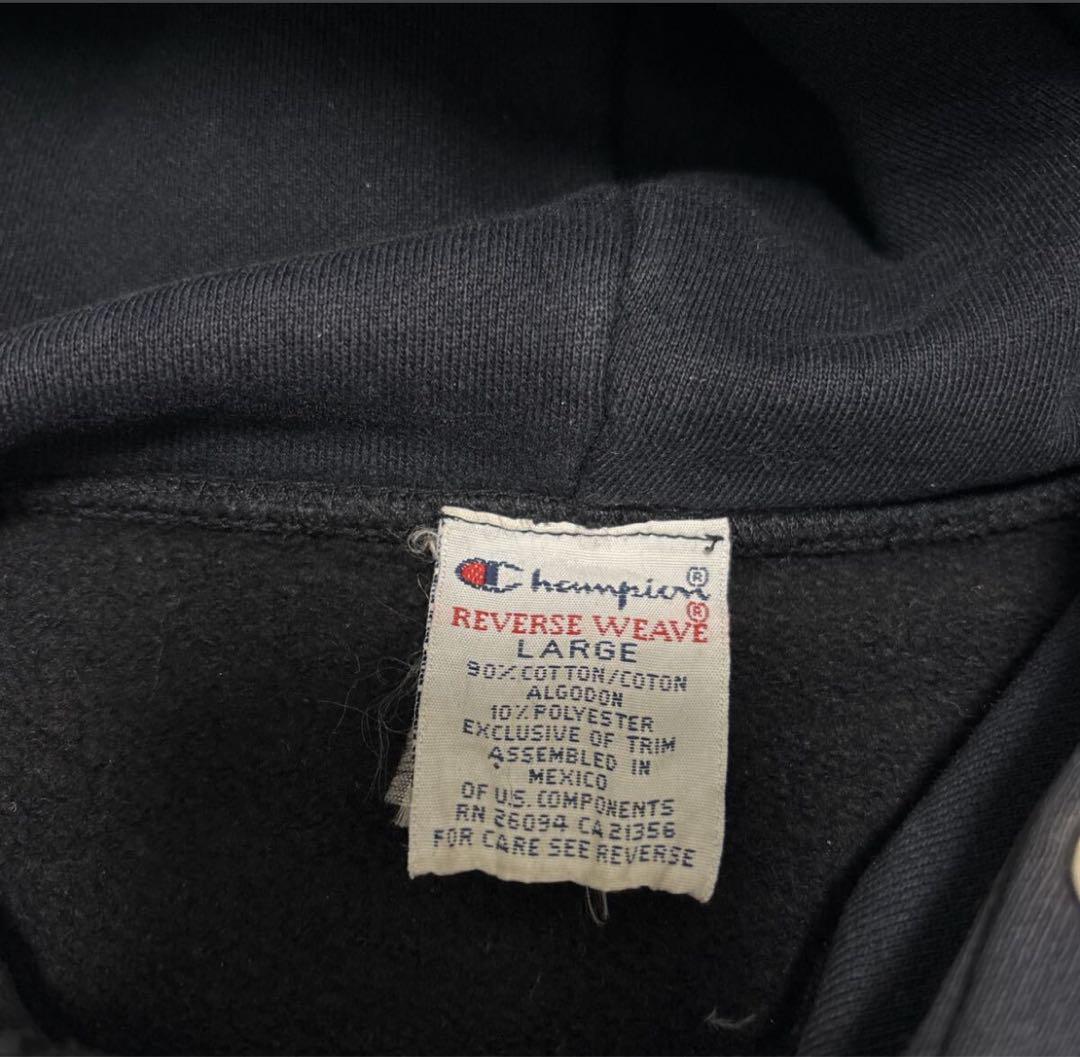 Champion®
REVERSE WEAVE®
LARGE
90% COTTON/COTON
ALGODON
10% POLYESTER
EXCLUSIVE OF TRIM
ASSEMBLED IN
MEXICO
OF U.S. COMPONENTS
RN 26094 CA 21356
FOR CARE SEE REVERSE